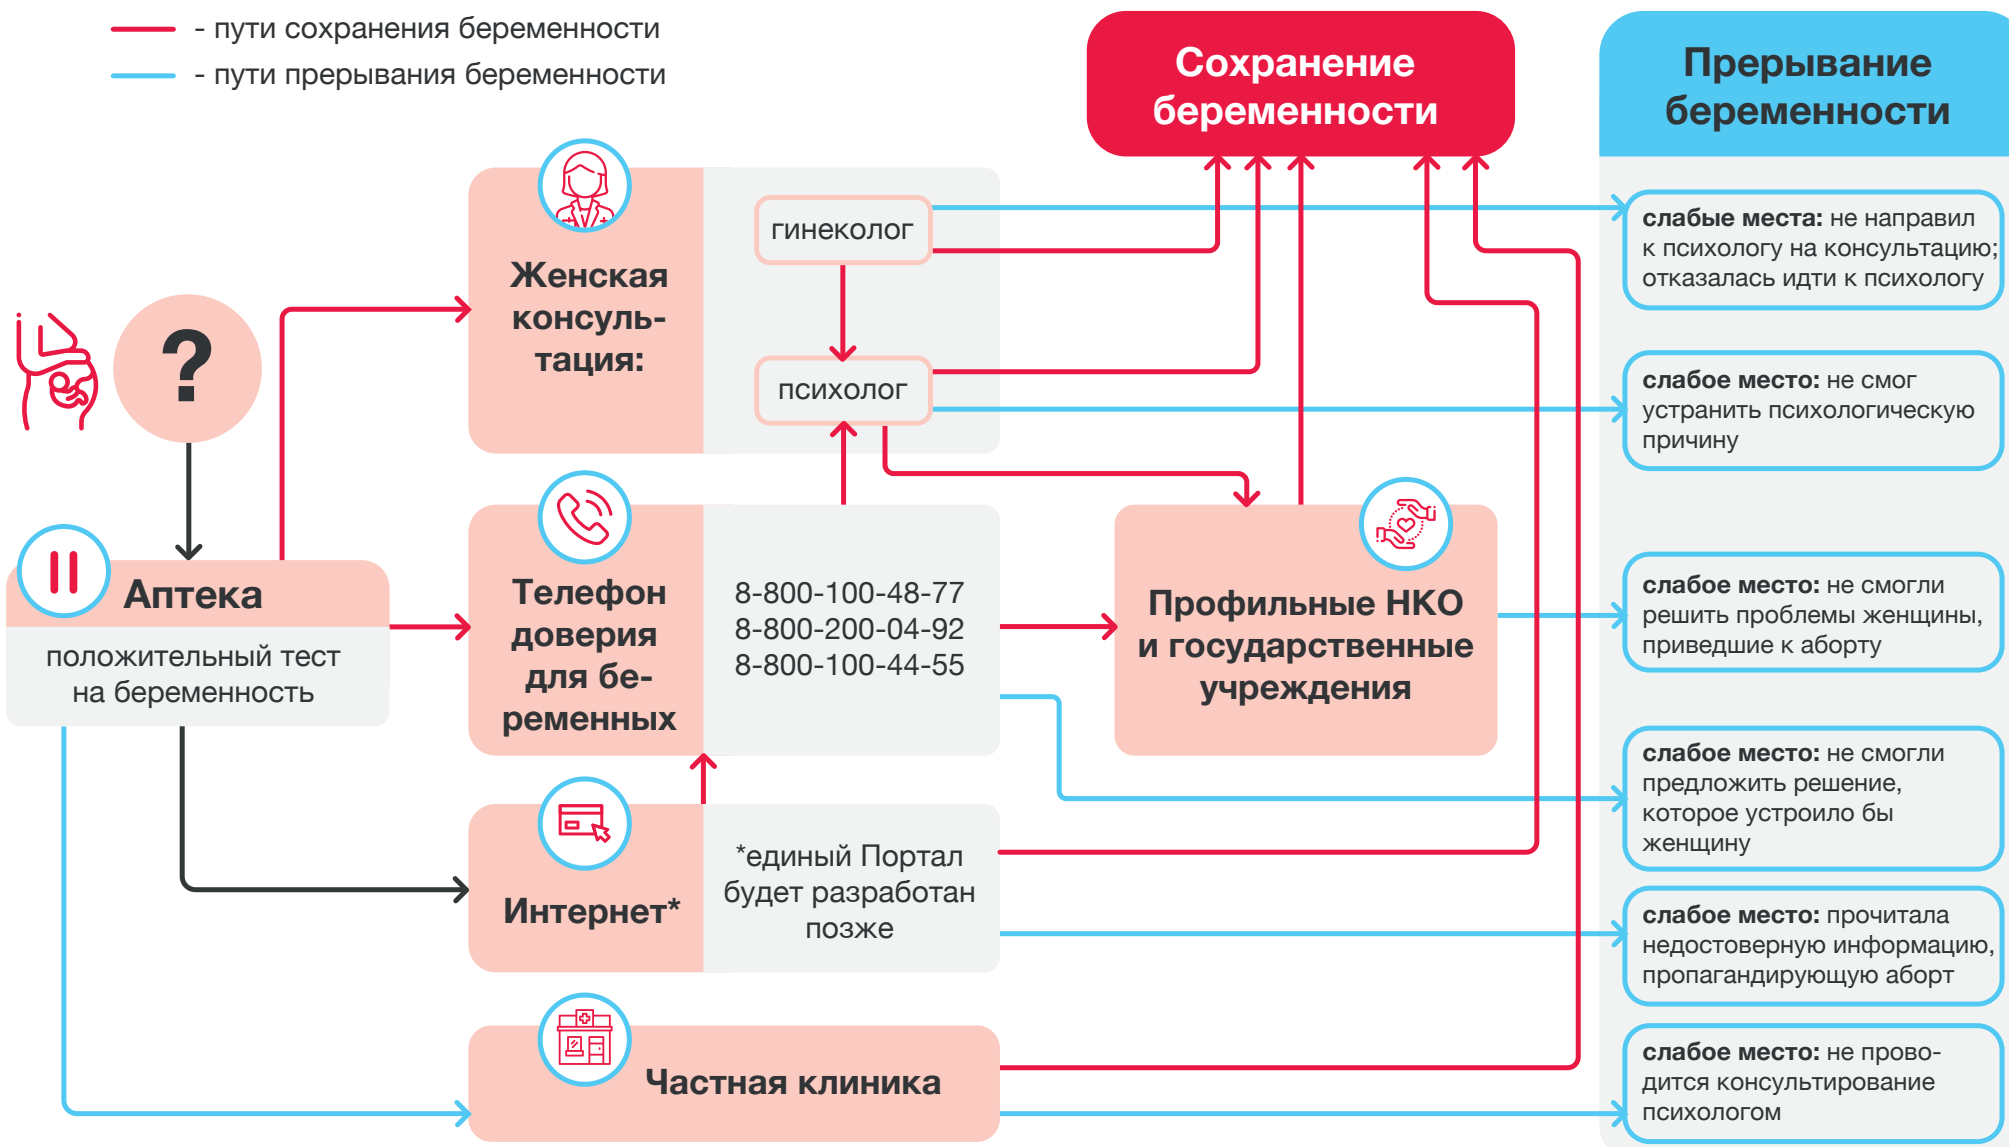 - пути сохранения беременности
- пути прерывания беременности
Сохранение
беременности
Прерывание
беременности
?
Аптека
положительный тест
на беременность
Женская
консуль-
тация:
гинеколог
психолог
Телефон
доверия
для бе-
ременных
8-800-100-48-77
8-800-200-04-92
8-800-100-44-55
Профильные НКО
и государственные
учреждения
Интернет*
*единый Портал
будет разработан
позже
Частная клиника
слабые места: не направил
к психологу на консультацию;
отказалась идти к психологу
слабое место: не смог
устранить психологическую
причину
слабое место: не смогли
решить проблемы женщины,
приведшие к аборту
слабое место: не смогли
предложить решение,
которое устроило бы
женщину
слабое место: прочитала
недостоверную информацию,
пропагандирующую аборт
слабое место: не прово-
дится консультирование
психологом